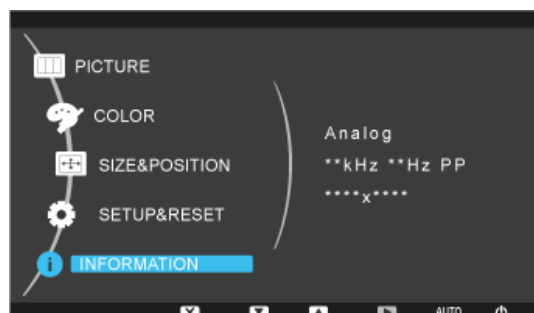 PICTURE
COLOR
SIZE&POSITION
SETUP&RESET
INFORMATION
Analog
**kHz **Hz PP
****x****
AUTO